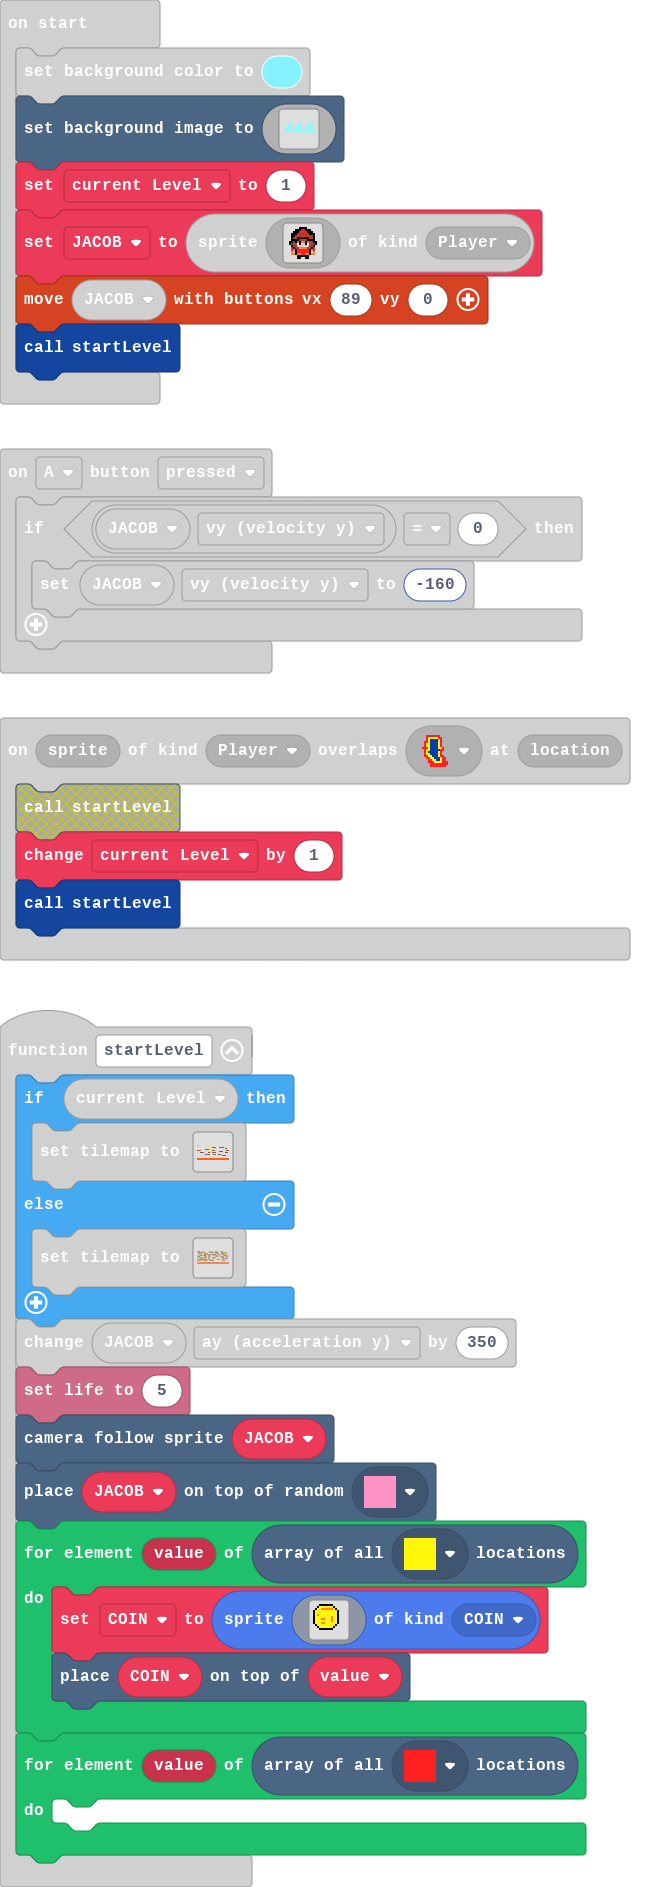 on start
set background color to
set background image to
set current Level to 1
set JACOB to sprite of kind Player
move JACOB with buttons vx 89 vy 0
call startLevel
on A button pressed
if JACOB vy (velocity y) = 0 then
set JACOB vy (velocity y) to -160
on sprite of kind Player overlaps at location
call startLevel
change current Level by 1
call startLevel
function startLevel
if current Level then
set tilemap to
else
set tilemap to
change JACOB ay (acceleration y) by 350
set life to 5
camera follow sprite JACOB
place JACOB on top of random
for element value of array of all locations
do
set COIN to sprite of kind COIN
place COIN on top of value
for element value of array of all locations
do